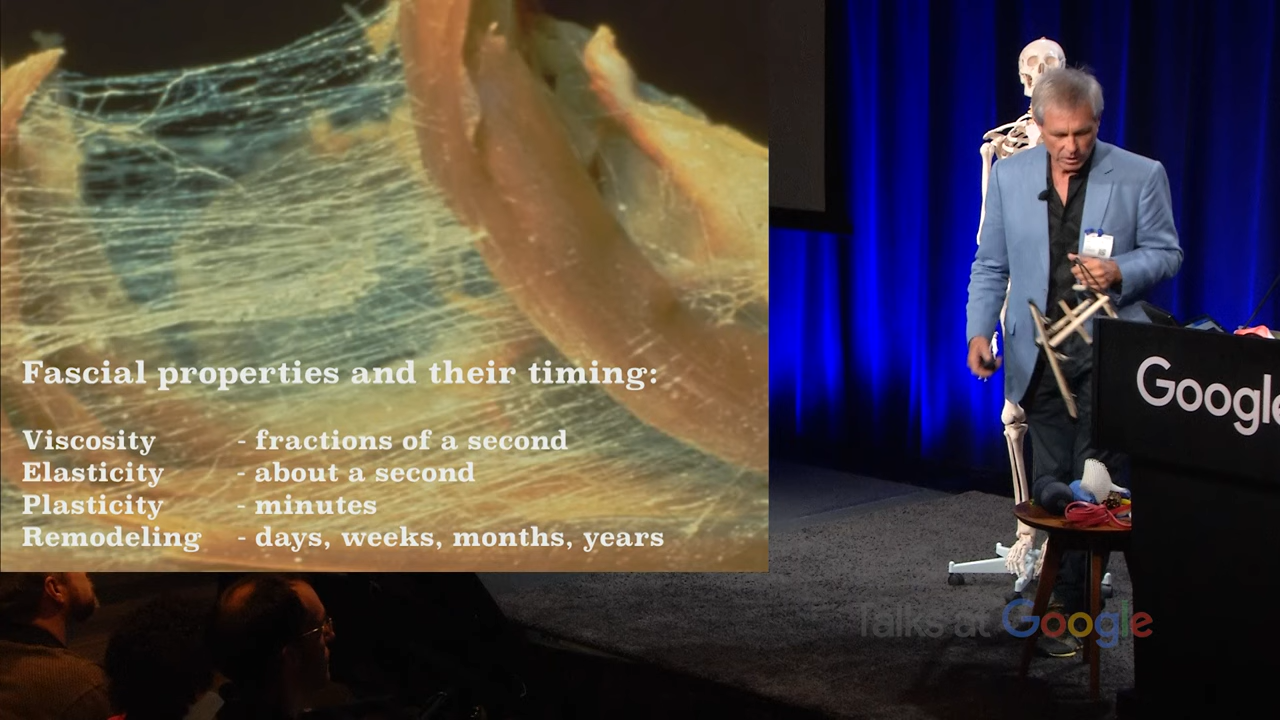 Fascial properties and their timing:
Viscosity - fractions of a second
Elasticity - about a second
Plasticity - minutes
Remodeling - days, weeks, months, years
Google
Talks at Google